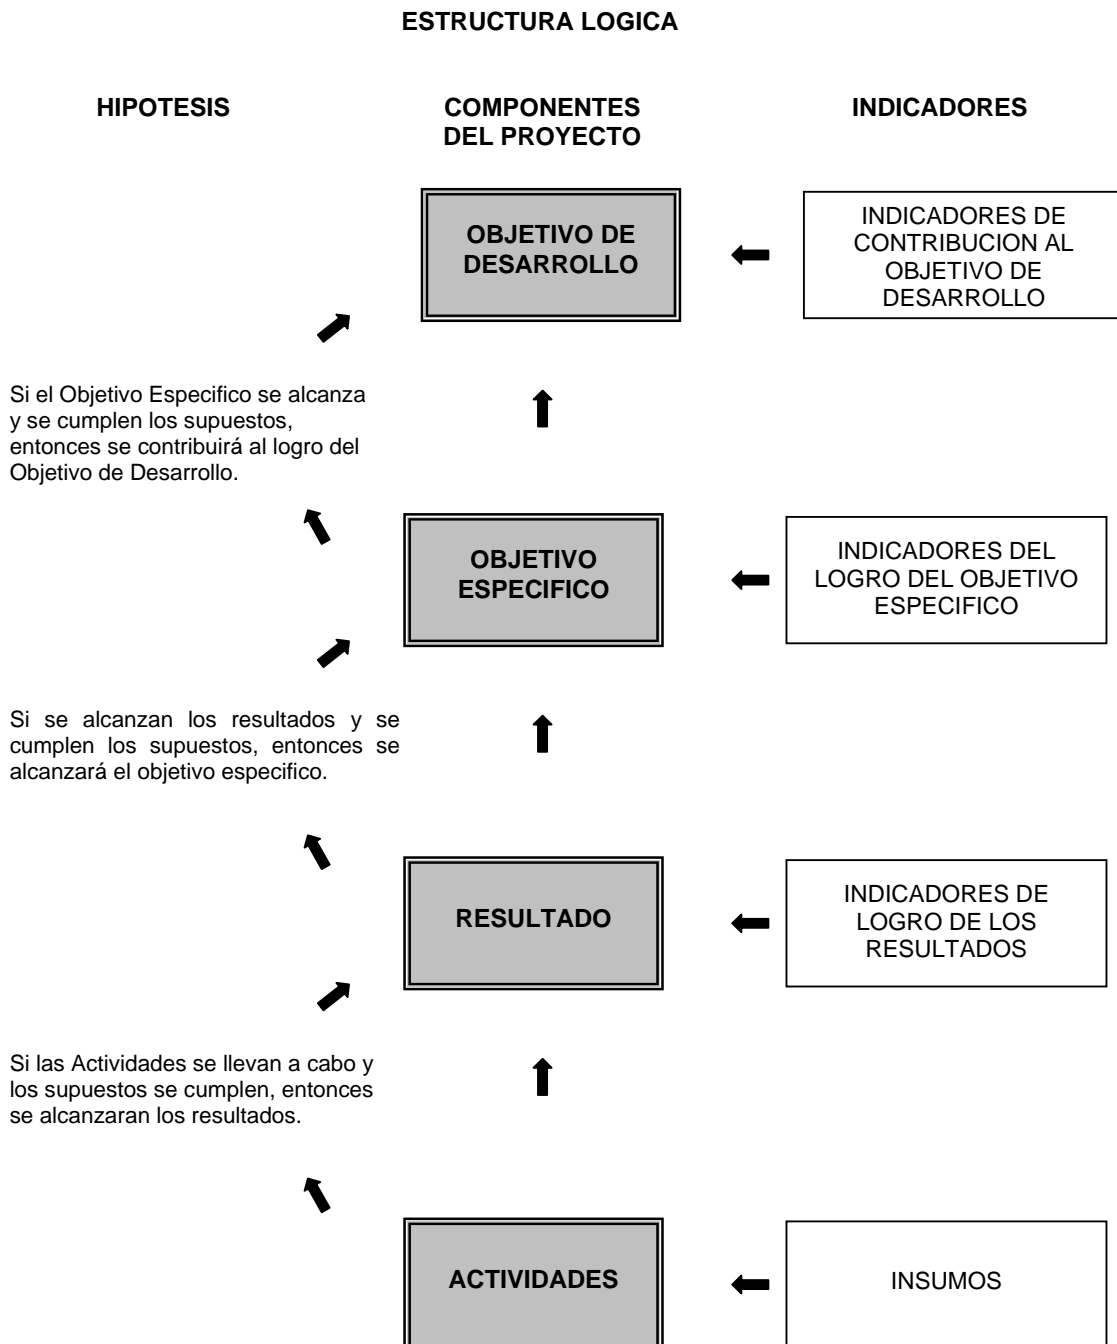 ESTRUCTURA LOGICA
HIPOTESIS
COMPONENTES
DEL PROYECTO
INDICADORES
OBJETIVO DE
DESARROLLO
INDICADORES DE
CONTRIBUCION AL
OBJETIVO DE
DESARROLLO
Si el Objetivo Especifico se alcanza
y se cumplen los supuestos,
entonces se contribuirá al logro del
Objetivo de Desarrollo.
OBJETIVO
ESPECIFICO
INDICADORES DEL
LOGRO DEL OBJETIVO
ESPECIFICO
Si se alcanzan los resultados y se
cumplen los supuestos, entonces se
alcanzará el objetivo especifico.
RESULTADO
INDICADORES DE
LOGRO DE LOS
RESULTADOS
Si las Actividades se llevan a cabo y
los supuestos se cumplen, entonces
se alcanzaran los resultados.
ACTIVIDADES
INSUMOS